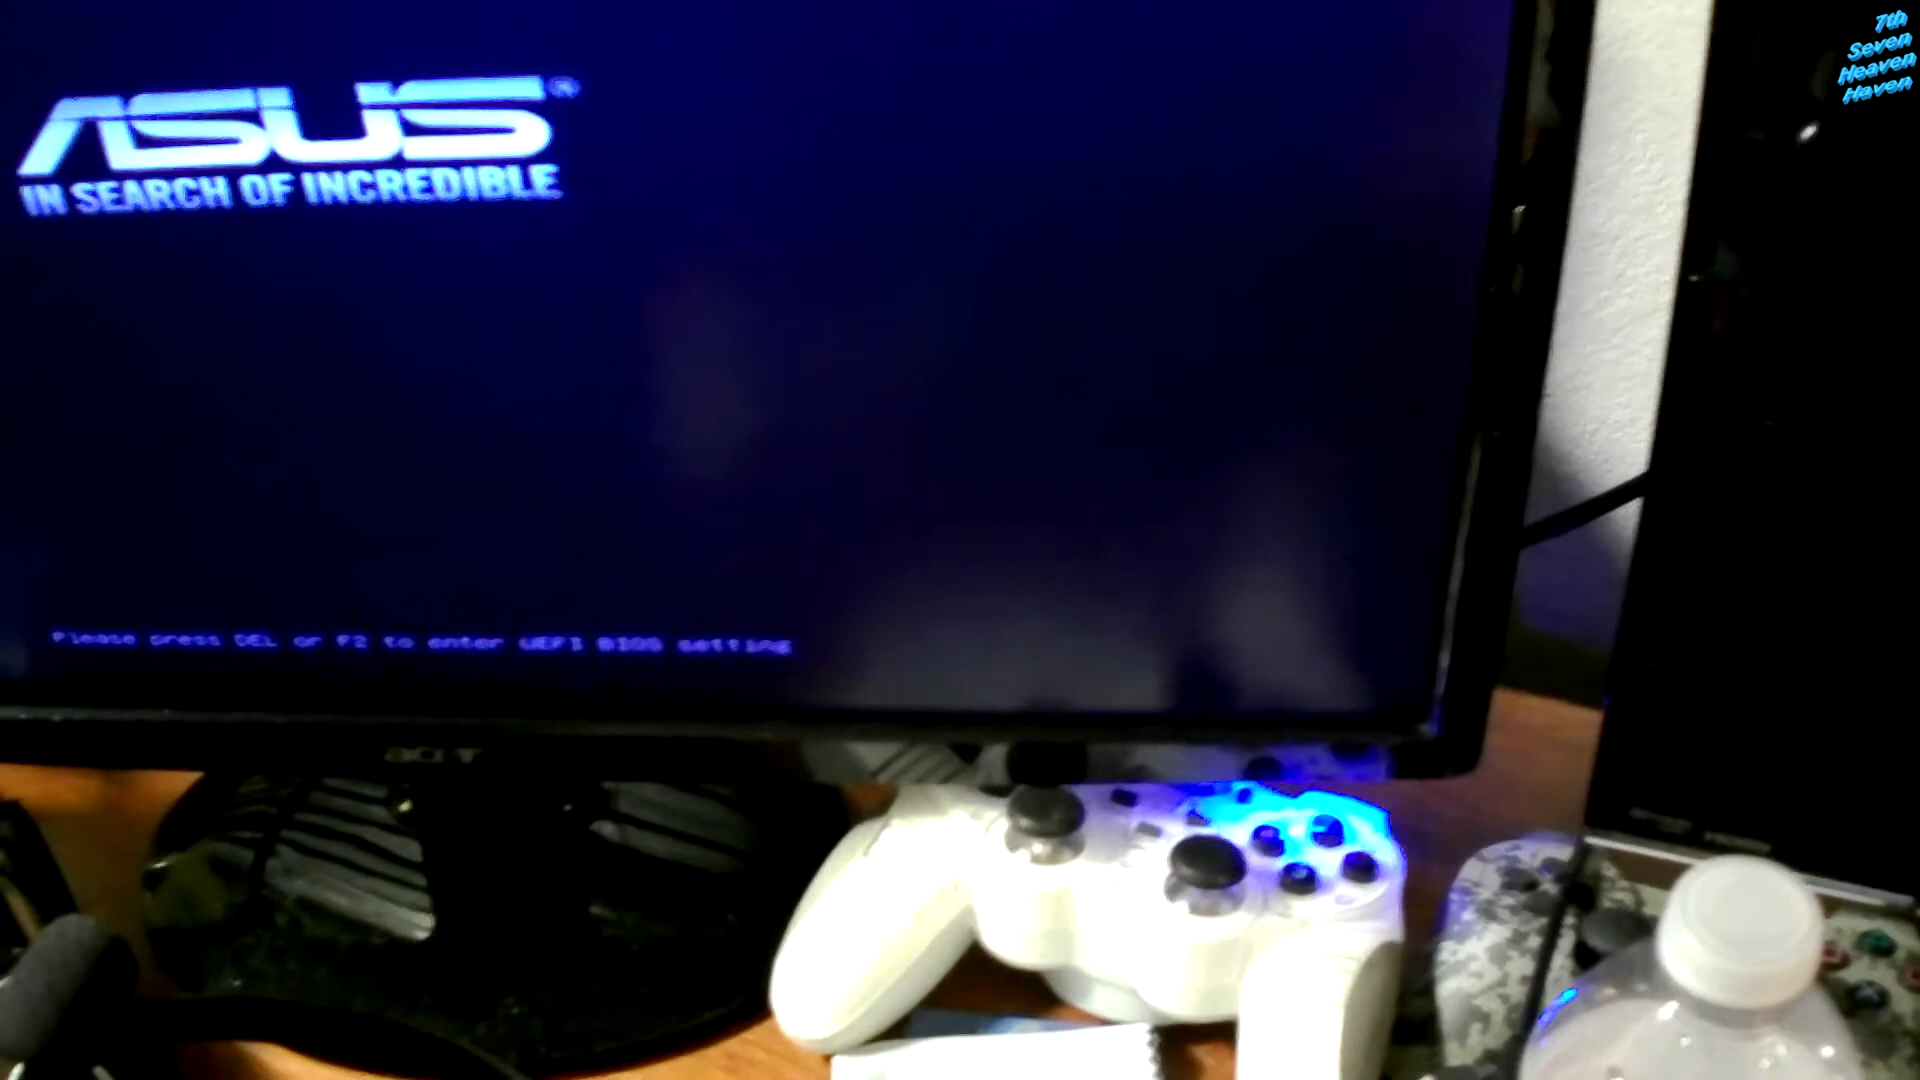 ASUS®
IN SEARCH OF INCREDIBLE
Please press DEL or F2 to enter UEFI BIOS setting
acer
7th
Seven
Heaven
Haven